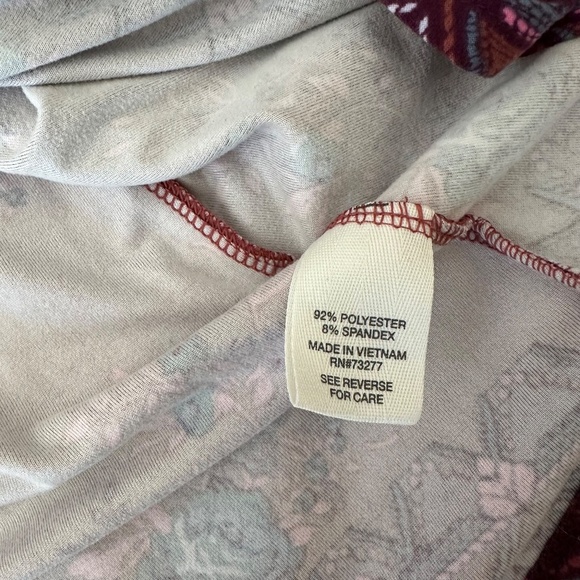 92% POLYESTER
8% SPANDEX
MADE IN VIETNAM
RN#73277
SEE REVERSE
FOR CARE